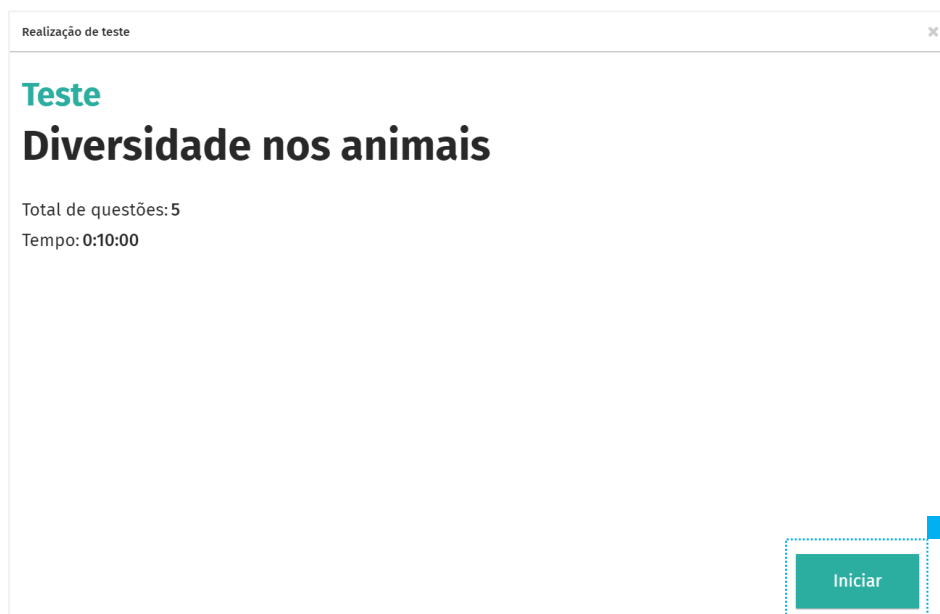 Realização de teste
Teste
Diversidade nos animais
Total de questões: 5
Tempo: 0:10:00
Iniciar